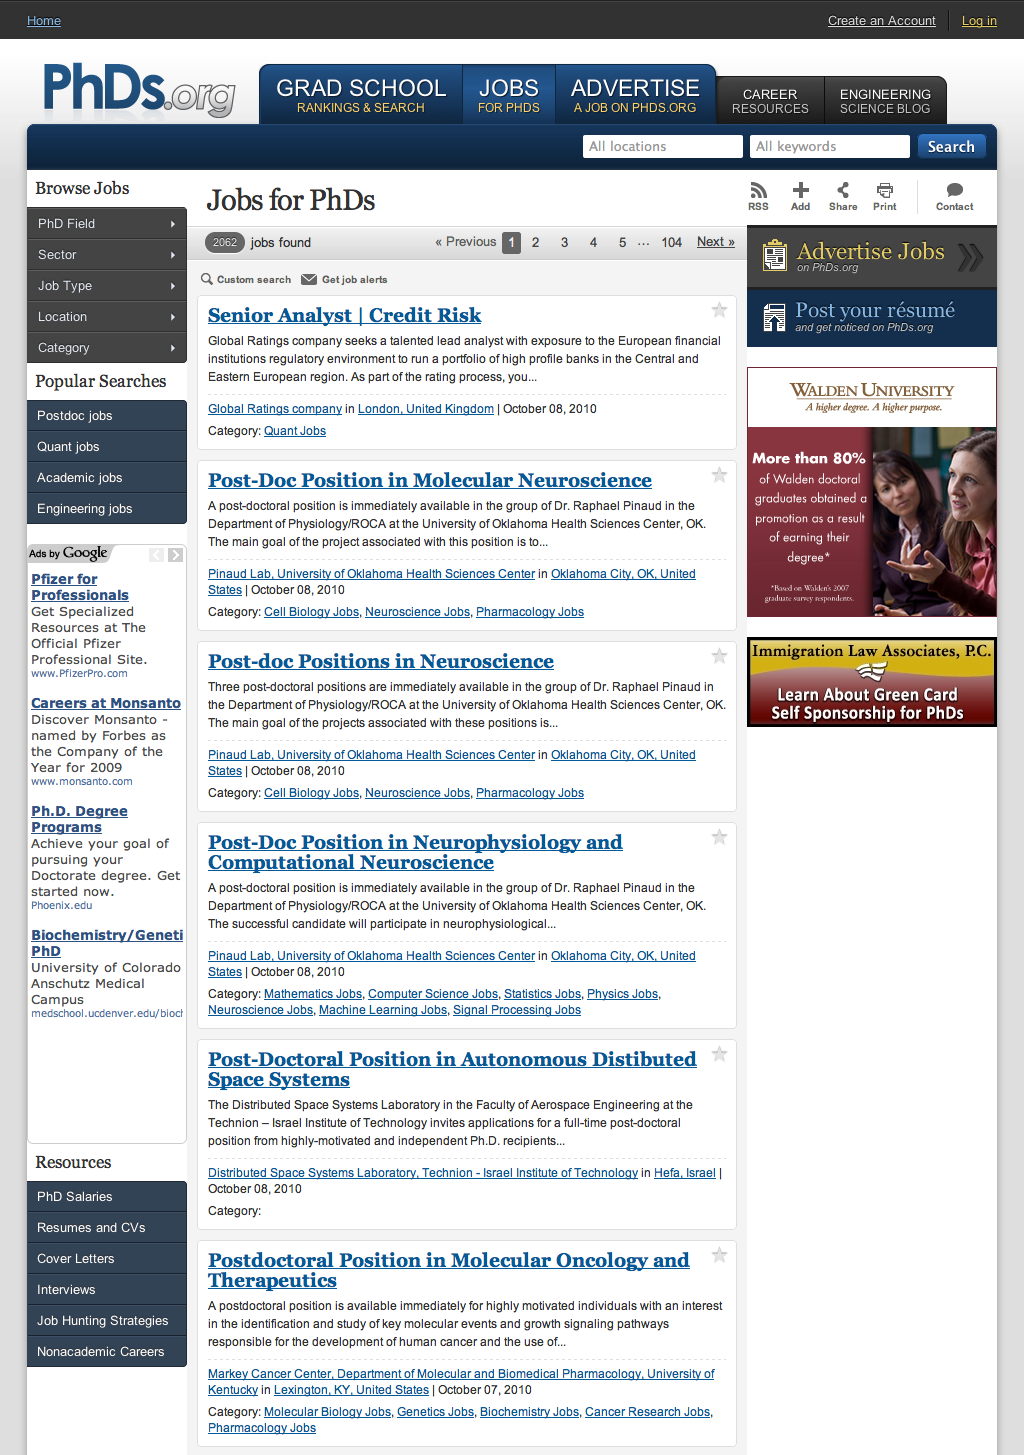 Home
Create an Account
Log in
PhDs.org
GRAD SCHOOL
RANKINGS & SEARCH
JOBS
FOR PHDS
ADVERTISE
A JOB ON PHDS.ORG
CAREER
RESOURCES
ENGINEERING
SCIENCE BLOG
All locations
All keywords
Search
Browse Jobs
PhD Field
Sector
Job Type
Location
Category
Popular Searches
Postdoc jobs
Quant jobs
Academic jobs
Engineering jobs
Ads by Google
Pfizer for
Professionals
Get Specialized
Resources at The
Official Pfizer
Professional Site.
www.PfizerPro.com
Careers at Monsanto
Discover Monsanto -
named by Forbes as
the Company of the
Year for 2009
www.monsanto.com
Ph.D. Degree
Programs
Achieve your goal of
pursuing your
Doctorate degree. Get
started now.
Phoenix.edu
Biochemistry/Geneti
PhD
University of Colorado
Anschutz Medical
Campus
medschool.ucdenver.edu/bioch
Resources
PhD Salaries
Resumes and CVs
Cover Letters
Interviews
Job Hunting Strategies
Nonacademic Careers
Jobs for PhDs
2062 jobs found
« Previous 1 2 3 4 5 ... 104 Next »
Custom search
Get job alerts
Senior Analyst | Credit Risk
Global Ratings company seeks a talented lead analyst with exposure to the European financial
institutions regulatory environment to run a portfolio of high profile banks in the Central and
Eastern European region. As part of the rating process, you...
Global Ratings company in London, United Kingdom | October 08, 2010
Category: Quant Jobs
Post-Doc Position in Molecular Neuroscience
A post-doctoral position is immediately available in the group of Dr. Raphael Pinaud in the
Department of Physiology/ROCA at the University of Oklahoma Health Sciences Center, OK.
The main goal of the project associated with this position is to...
Pinaud Lab, University of Oklahoma Health Sciences Center in Oklahoma City, OK, United
States | October 08, 2010
Category: Cell Biology Jobs, Neuroscience Jobs, Pharmacology Jobs
Post-doc Positions in Neuroscience
Three post-doctoral positions are immediately available in the group of Dr. Raphael Pinaud in
the Department of Physiology/ROCA at the University of Oklahoma Health Sciences Center, OK.
The main goal of the projects associated with these positions is...
Pinaud Lab, University of Oklahoma Health Sciences Center in Oklahoma City, OK, United
States | October 08, 2010
Category: Cell Biology Jobs, Neuroscience Jobs, Pharmacology Jobs
Post-Doc Position in Neurophysiology and
Computational Neuroscience
A post-doctoral position is immediately available in the group of Dr. Raphael Pinaud in the
Department of Physiology/ROCA at the University of Oklahoma Health Sciences Center, OK.
The successful candidate will participate in neurophysiological...
Pinaud Lab, University of Oklahoma Health Sciences Center in Oklahoma City, OK, United
States | October 08, 2010
Category: Mathematics Jobs, Computer Science Jobs, Statistics Jobs, Physics Jobs,
Neuroscience Jobs, Machine Learning Jobs, Signal Processing Jobs
Post-Doctoral Position in Autonomous Distibuted
Space Systems
The Distributed Space Systems Laboratory in the Faculty of Aerospace Engineering at the
Technion – Israel Institute of Technology invites applications for a full-time post-doctoral
position from highly-motivated and independent Ph.D. recipients...
Distributed Space Systems Laboratory, Technion - Israel Institute of Technology in Hefa, Israel |
October 08, 2010
Category:
Postdoctoral Position in Molecular Oncology and
Therapeutics
A postdoctoral position is available immediately for highly motivated individuals with an interest
in the identification and study of key molecular events and growth signaling pathways
responsible for the development of human cancer and the use of...
Markey Cancer Center, Department of Molecular and Biomedical Pharmacology, University of
Kentucky in Lexington, KY, United States | October 07, 2010
Category: Molecular Biology Jobs, Genetics Jobs, Biochemistry Jobs, Cancer Research Jobs,
Pharmacology Jobs
RSS
Add
Share
Print
Contact
Advertise Jobs
on PhDs.org
Post your résumé
and get noticed on PhDs.org
WALDEN UNIVERSITY
A higher degree. A higher purpose.
More than 80%
of Walden doctoral
graduates obtained a
promotion as a result
of earning their
degree*
*Based on Walden's 2007
graduate survey respondents.
Immigration Law Associates, P.C.
Learn About Green Card
Self Sponsorship for PhDs